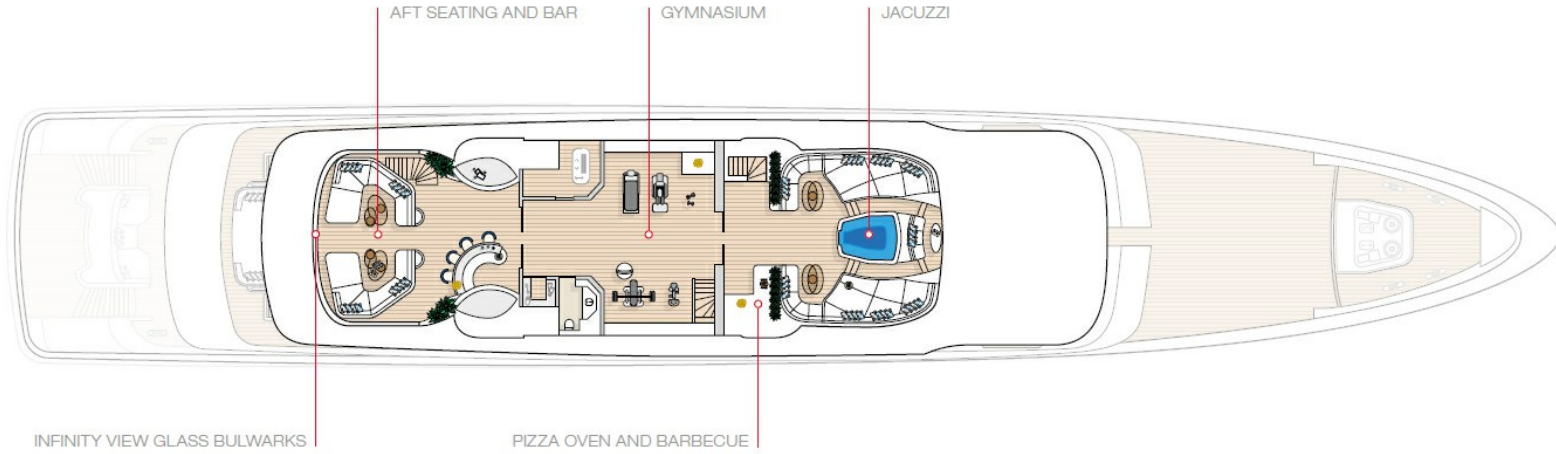 AFT SEATING AND BAR
GYMNASIUM
JACUZZI
INFINITY VIEW GLASS BULWARKS
PIZZA OVEN AND BARBECUE